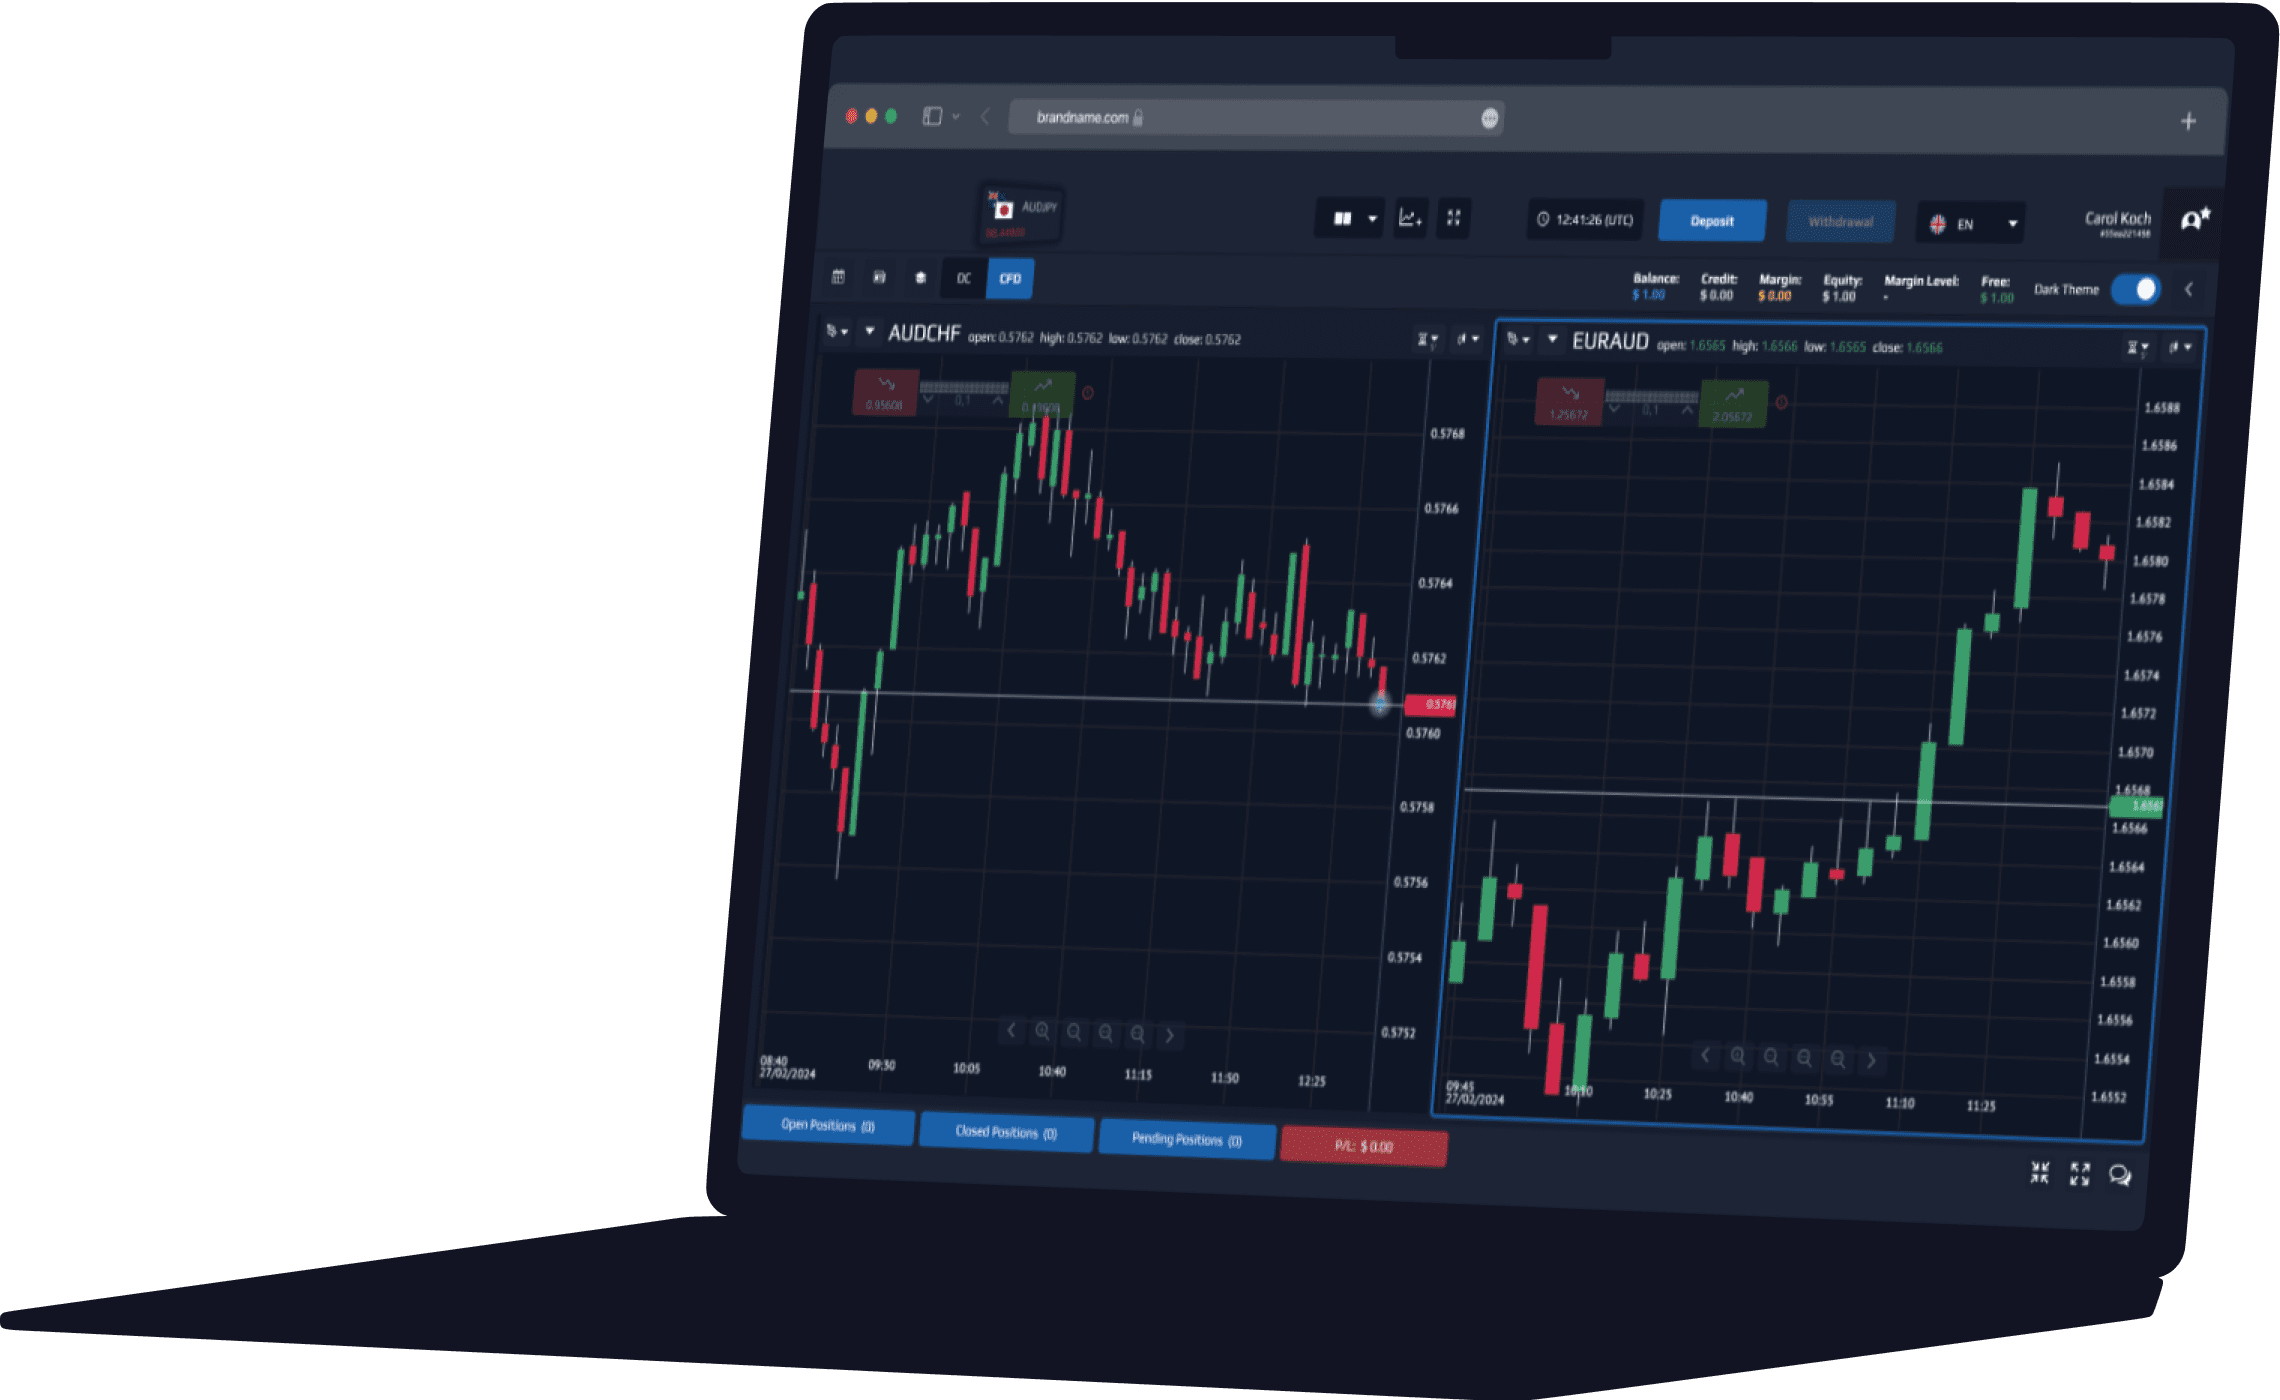 brandname.com
AUDJPY
12:41:26 (UTC)
Deposit
Withdrawal
EN
Carol Koch
DC
CFD
Balance:
$ 1.00
Credit:
$ 0.00
Margin:
$ 0.00
Equity:
$ 1.00
Margin Level:
-
Free:
$ 1.00
Dark Theme
AUDCHF open: 0.5762 high: 0.5762 low: 0.5762 close: 0.5762
0.95608
0,1
0.5768
0.5766
0.5764
0.5762
0.5760
0.5758
0.5756
0.5754
0.5752
08:40
27/02/2024
09:30
10:05
10:40
11:15
11:50
12:25
EURAUD open: 1.6565 high: 1.6566 low: 1.6565 close: 1.6566
1.25672
0,1
2.05672
1.6588
1.6586
1.6584
1.6582
1.6580
1.6578
1.6576
1.6574
1.6572
1.6570
1.6568
1.6566
1.6564
1.6562
1.6560
1.6558
1.6556
1.6554
1.6552
09:45
27/02/2024
10:10
10:25
10:40
10:55
11:10
11:25
Open Positions (0)
Closed Positions (0)
Pending Positions (0)
P/L: $ 0.00